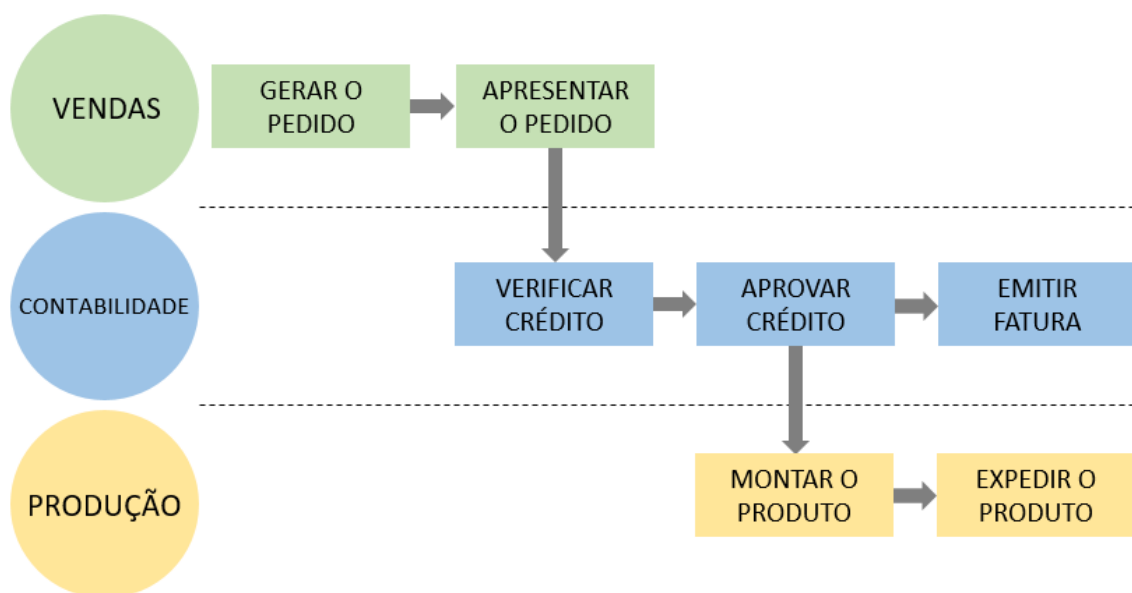 VENDAS
GERAR O
PEDIDO
APRESENTAR
O PEDIDO
CONTABILIDADE
VERIFICAR
CRÉDITO
APROVAR
CRÉDITO
EMITIR
FATURA
PRODUÇÃO
MONTAR O
PRODUTO
EXPEDIR O
PRODUTO